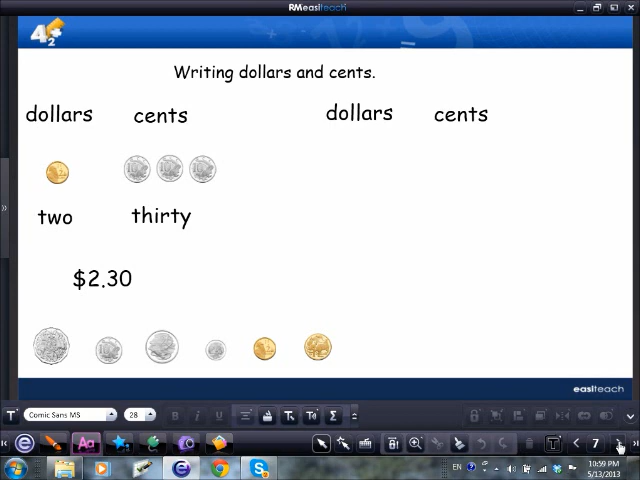 RMeasiteach
Writing dollars and cents.
dollars cents dollars cents
two thirty
$2.30
easiteach
Comic Sans MS 28 B i U Σ
Aa T < 7
EN 10:59 PM
5/13/2013